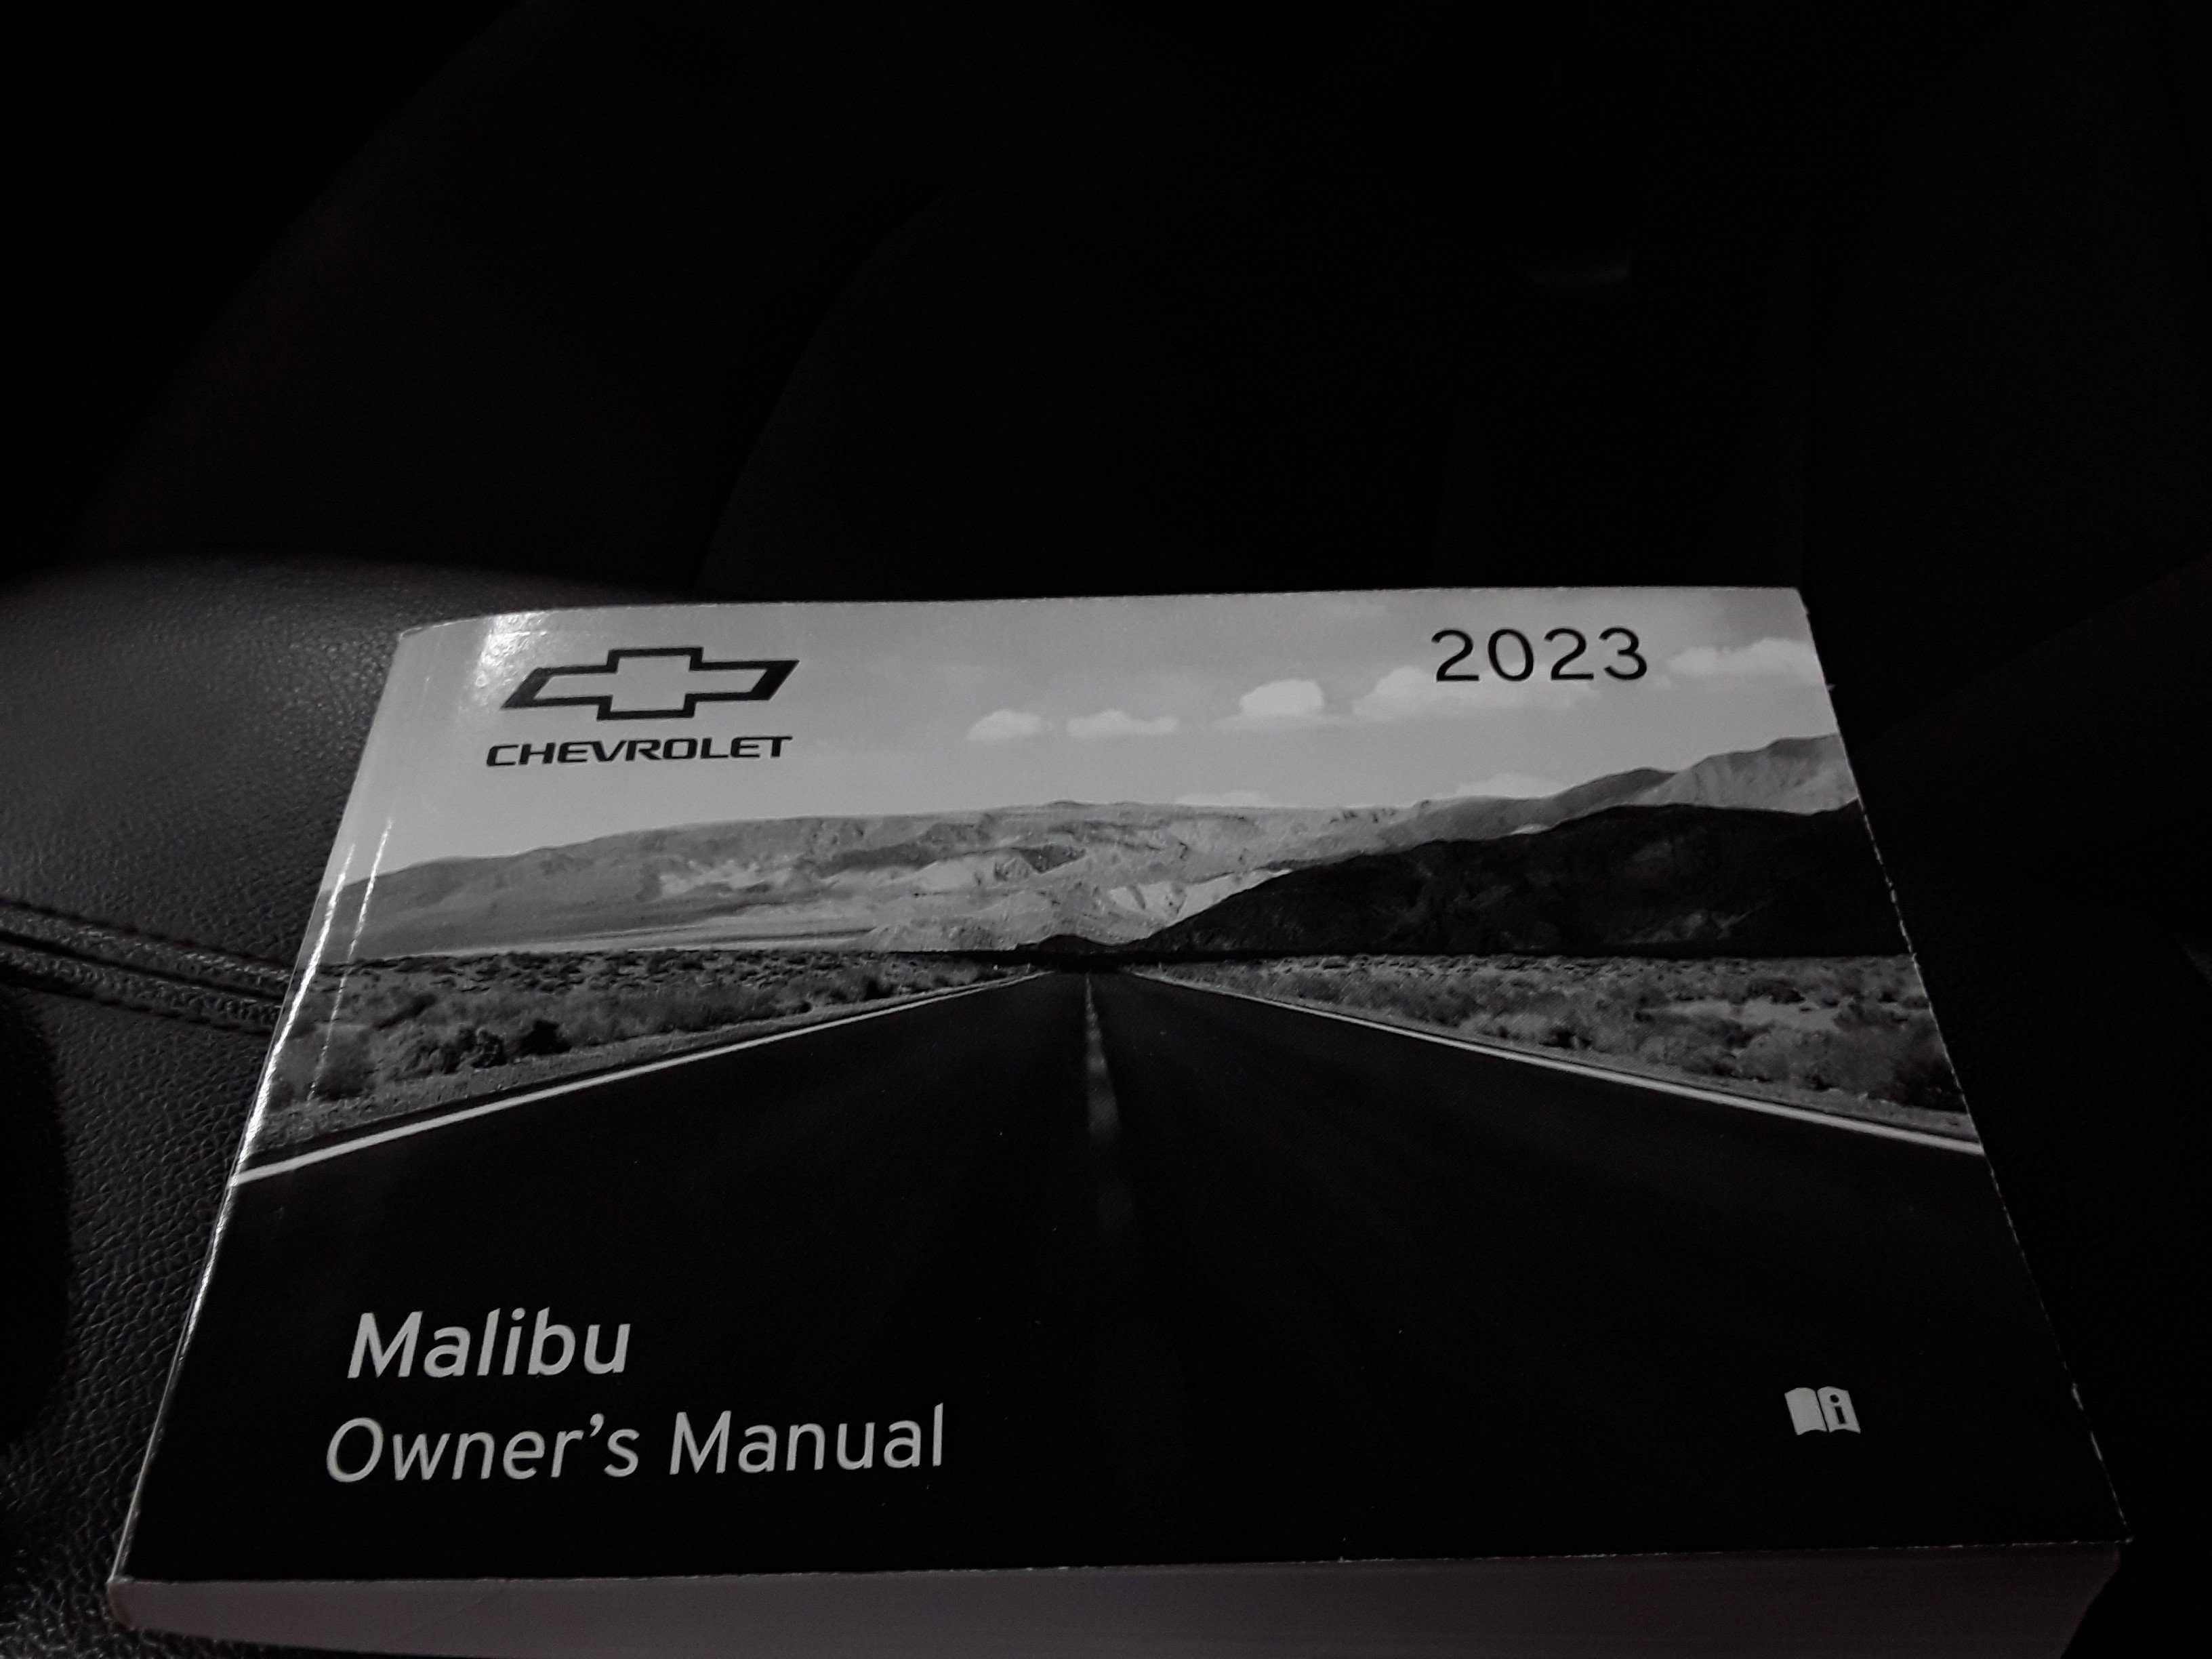 CHEVROLET
2023
Malibu
Owner's Manual